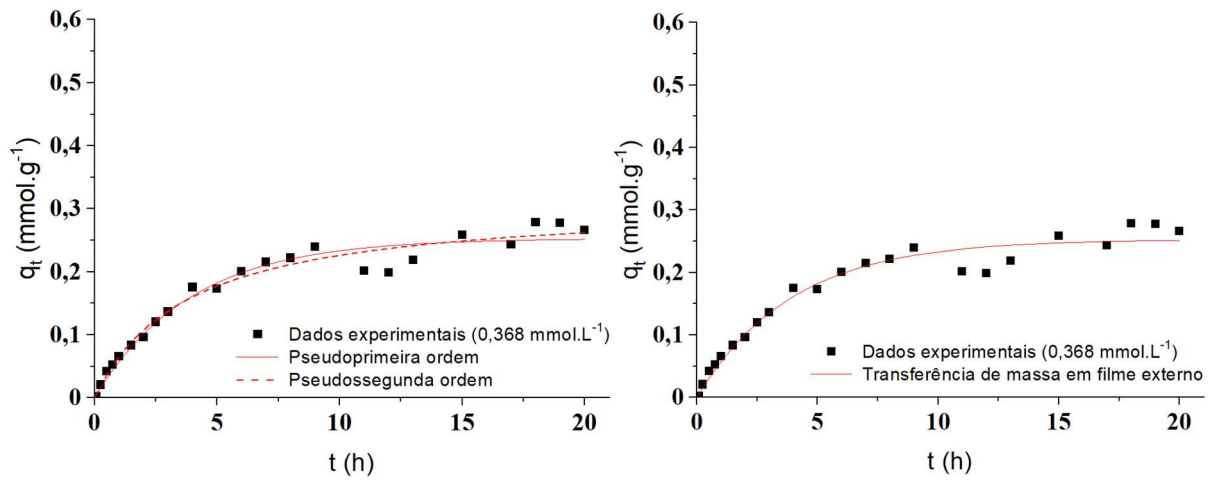 0,6
0,5
0,4
0,3
0,2
0,1
0
qt (mmol.g-1)
Dados experimentais (0,368 mmol.L-1)
Pseudoprimeira ordem
Pseudossegunda ordem
0 5 10 15 20
t (h)
0,6
0,5
0,4
0,3
0,2
0,1
0
qt (mmol.g-1)
Dados experimentais (0,368 mmol.L-1)
Transferência de massa em filme externo
0 5 10 15 20
t (h)